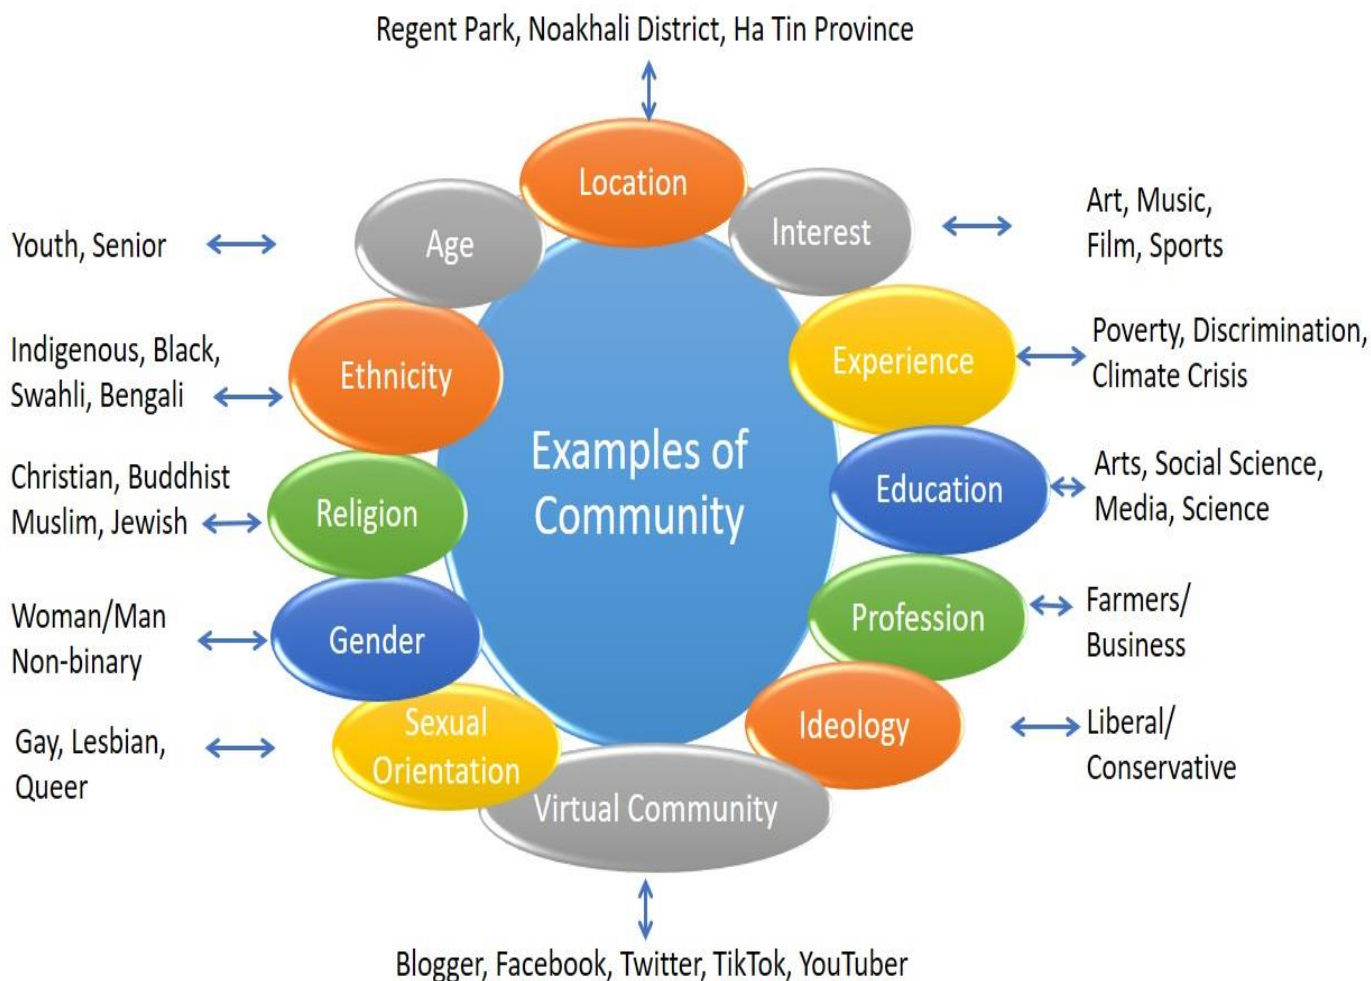 Regent Park, Noakhali District, Ha Tin Province
Location
Interest
Art, Music,
Film, Sports
Experience
Poverty, Discrimination,
Climate Crisis
Education
Arts, Social Science,
Media, Science
Profession
Farmers/
Business
Ideology
Liberal/
Conservative
Virtual Community
Blogger, Facebook, Twitter, TikTok, YouTuber
Sexual
Orientation
Gay, Lesbian,
Queer
Gender
Woman/Man
Non-binary
Religion
Christian, Buddhist
Muslim, Jewish
Ethnicity
Indigenous, Black,
Swahli, Bengali
Age
Youth, Senior
Examples of
Community